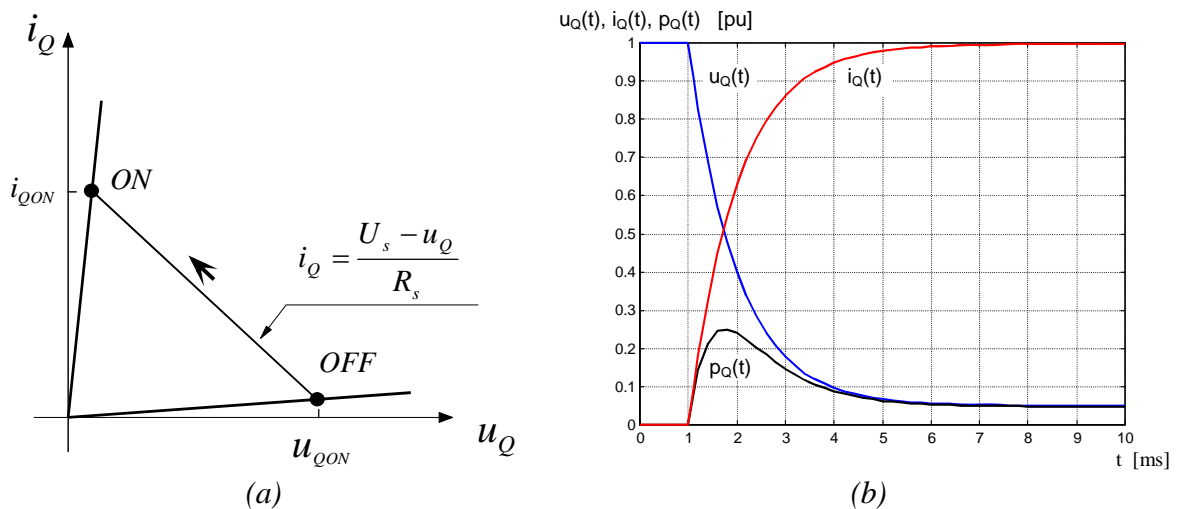 i_Q
i_QON
ON
i_Q = (U_s − u_Q) / R_s
OFF
u_QON
u_Q
(a)
u_Q(t), i_Q(t), p_Q(t) [pu]
1
0.9
0.8
0.7
0.6
0.5
0.4
0.3
0.2
0.1
0
u_Q(t)
i_Q(t)
p_Q(t)
0 1 2 3 4 5 6 7 8 9 10
t [ms]
(b)